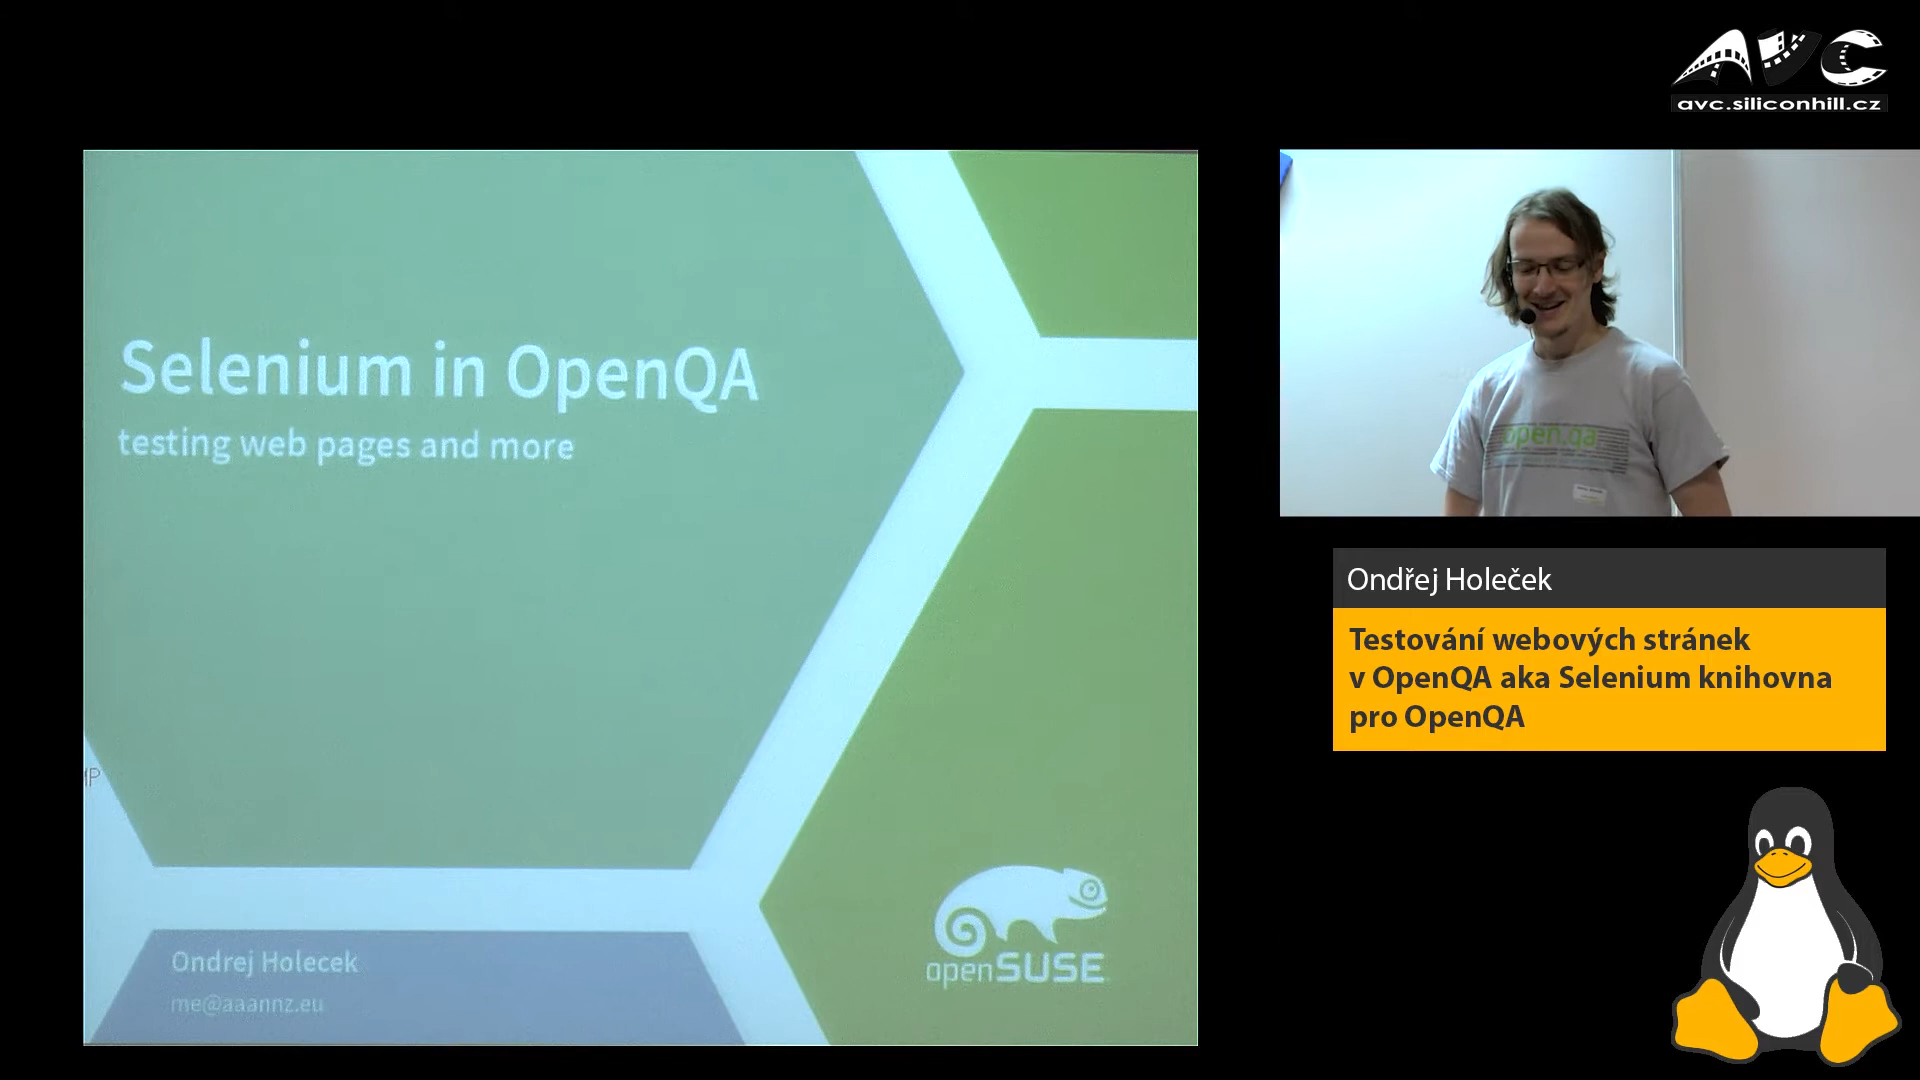 AVC
avc.siliconhill.cz
Selenium in OpenQA
testing web pages and more
Ondrej Holecek
me@aaannz.eu
openSUSE
open.qa
Ondřej Holeček
Testování webových stránek
v OpenQA aka Selenium knihovna
pro OpenQA